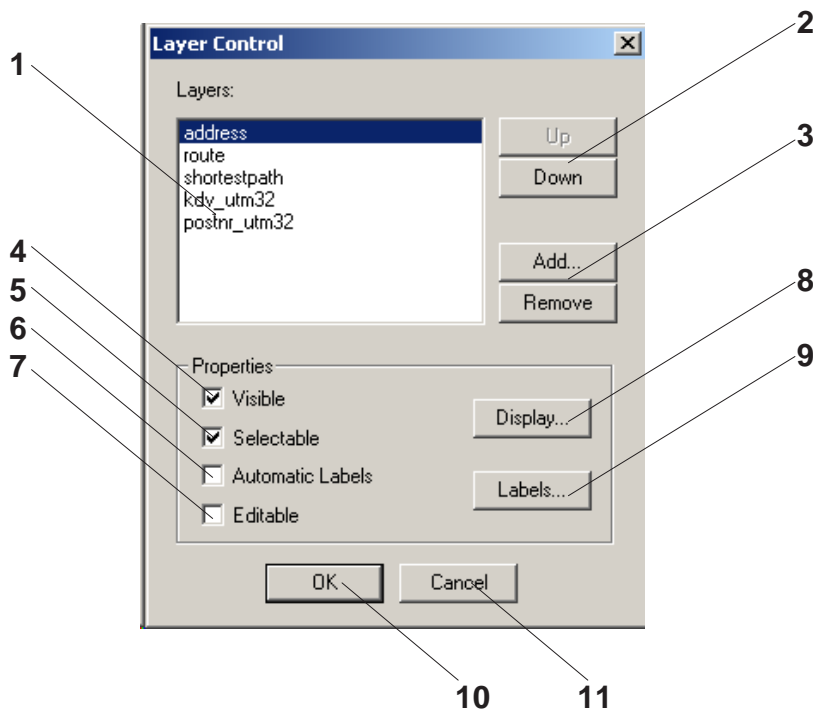 2
Layer Control
1
Layers:
address
Up
3
route
shortestpath
Down
kdv_utm32
postnr_utm32
4
Add...
8
5
Remove
6
7
Properties
9
Visible
Display...
Selectable
Automatic Labels
Labels...
Editable
OK
Cancel
10
11